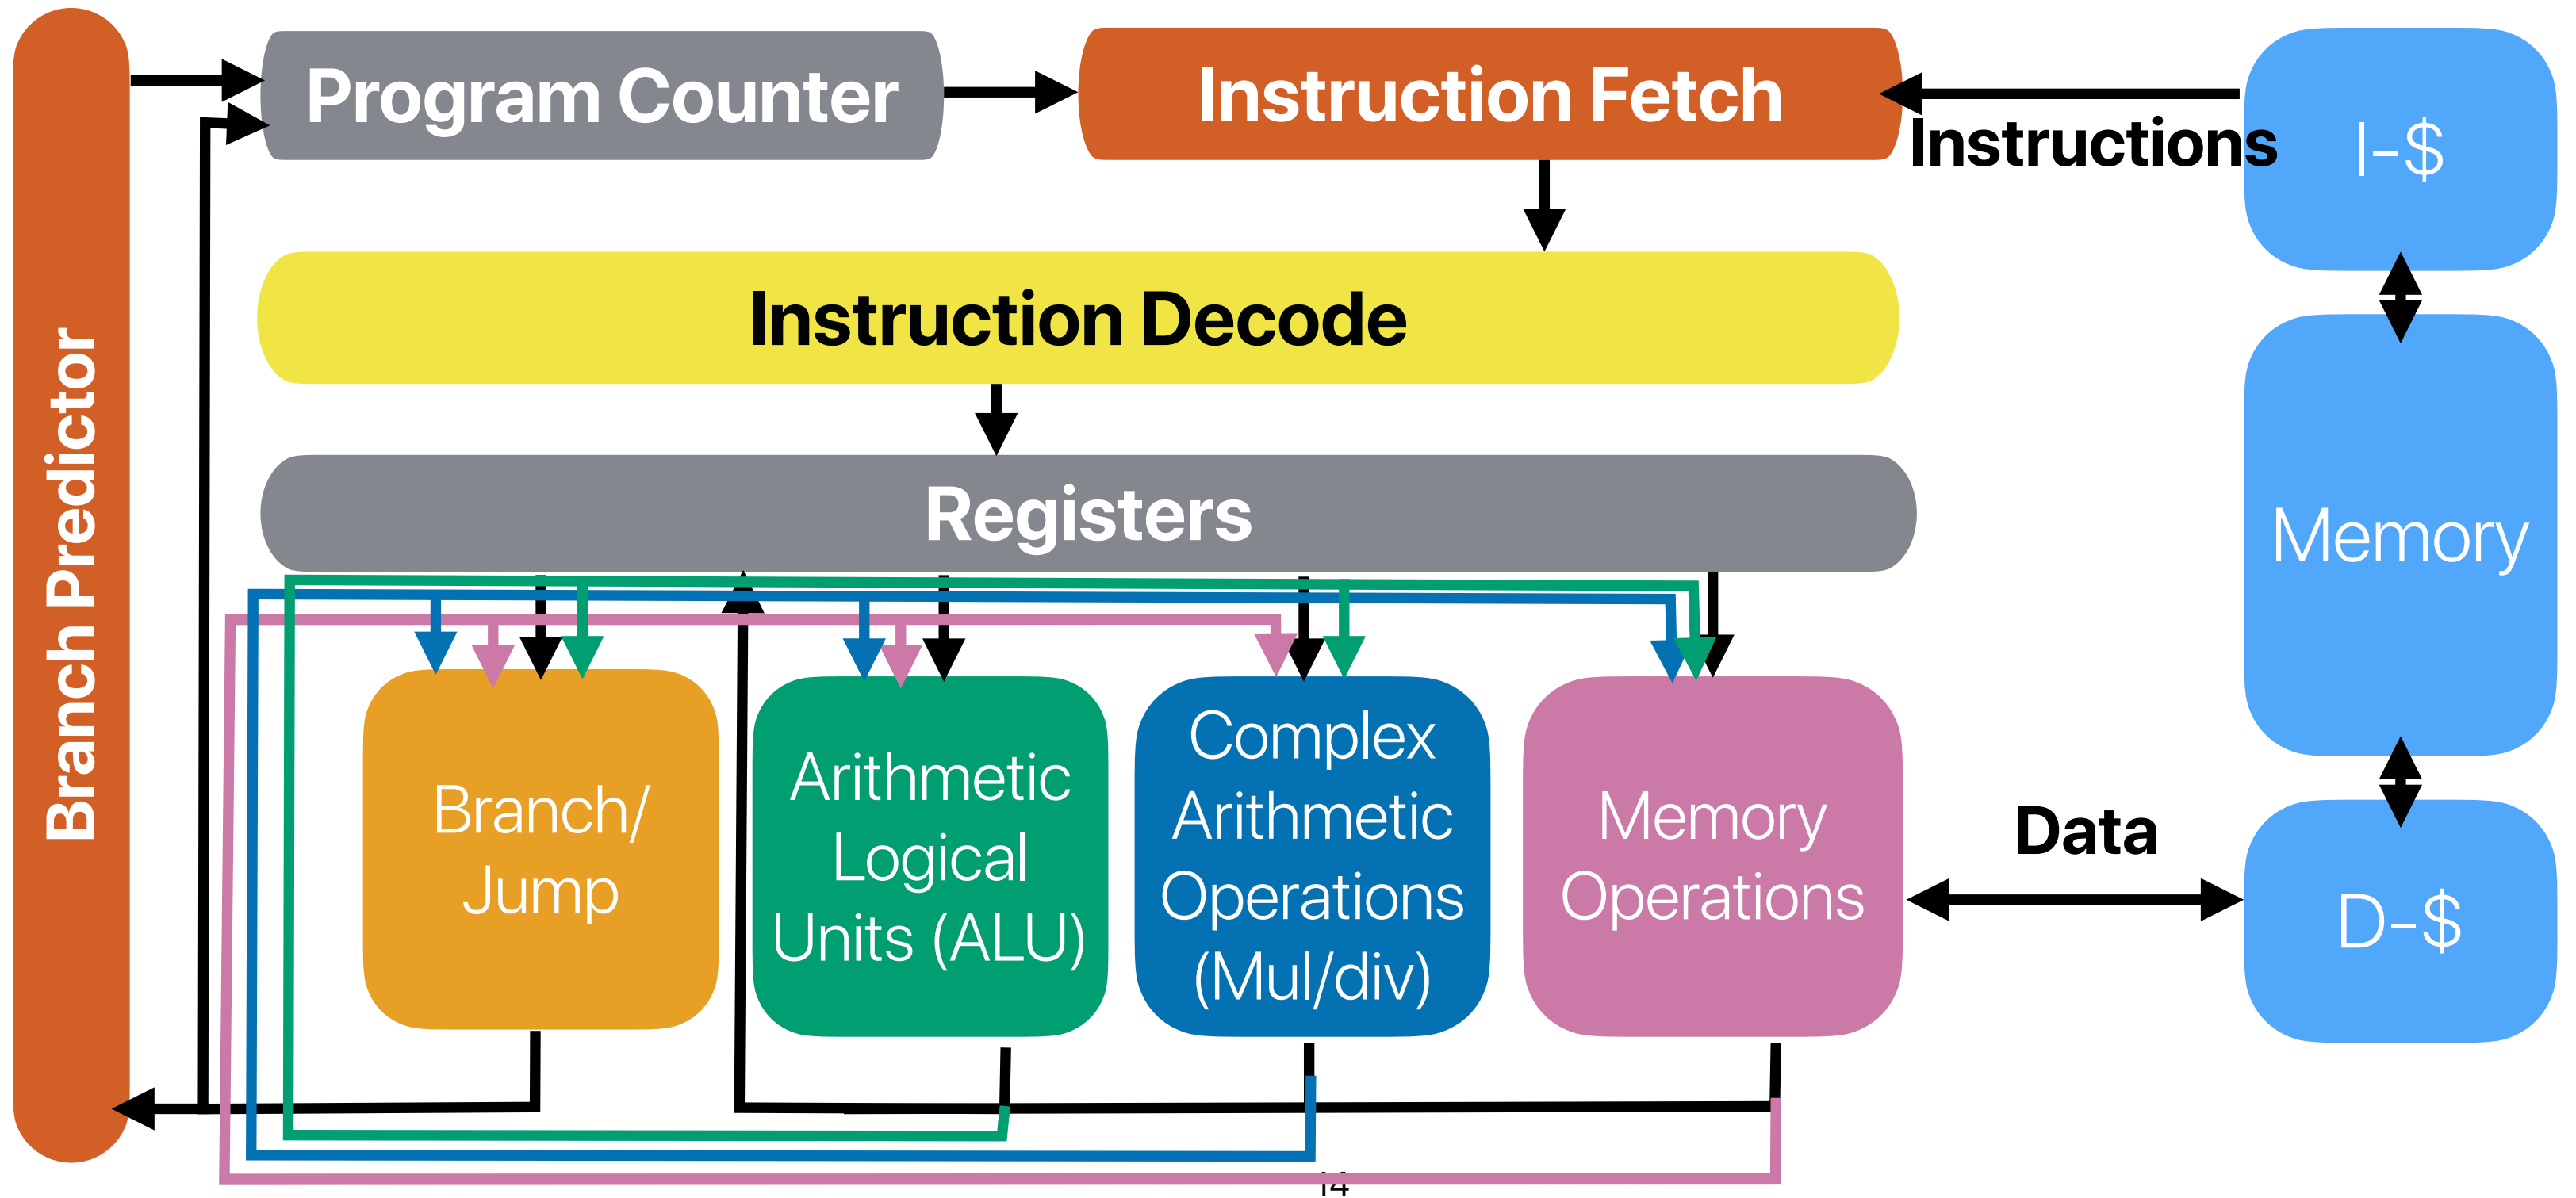 Program Counter
Instruction Fetch
Instructions
I-$
Instruction Decode
Branch Predictor
Registers
Memory
Branch/
Jump
Arithmetic
Logical
Units (ALU)
Complex
Arithmetic
Operations
(Mul/div)
Memory
Operations
Data
D-$
14